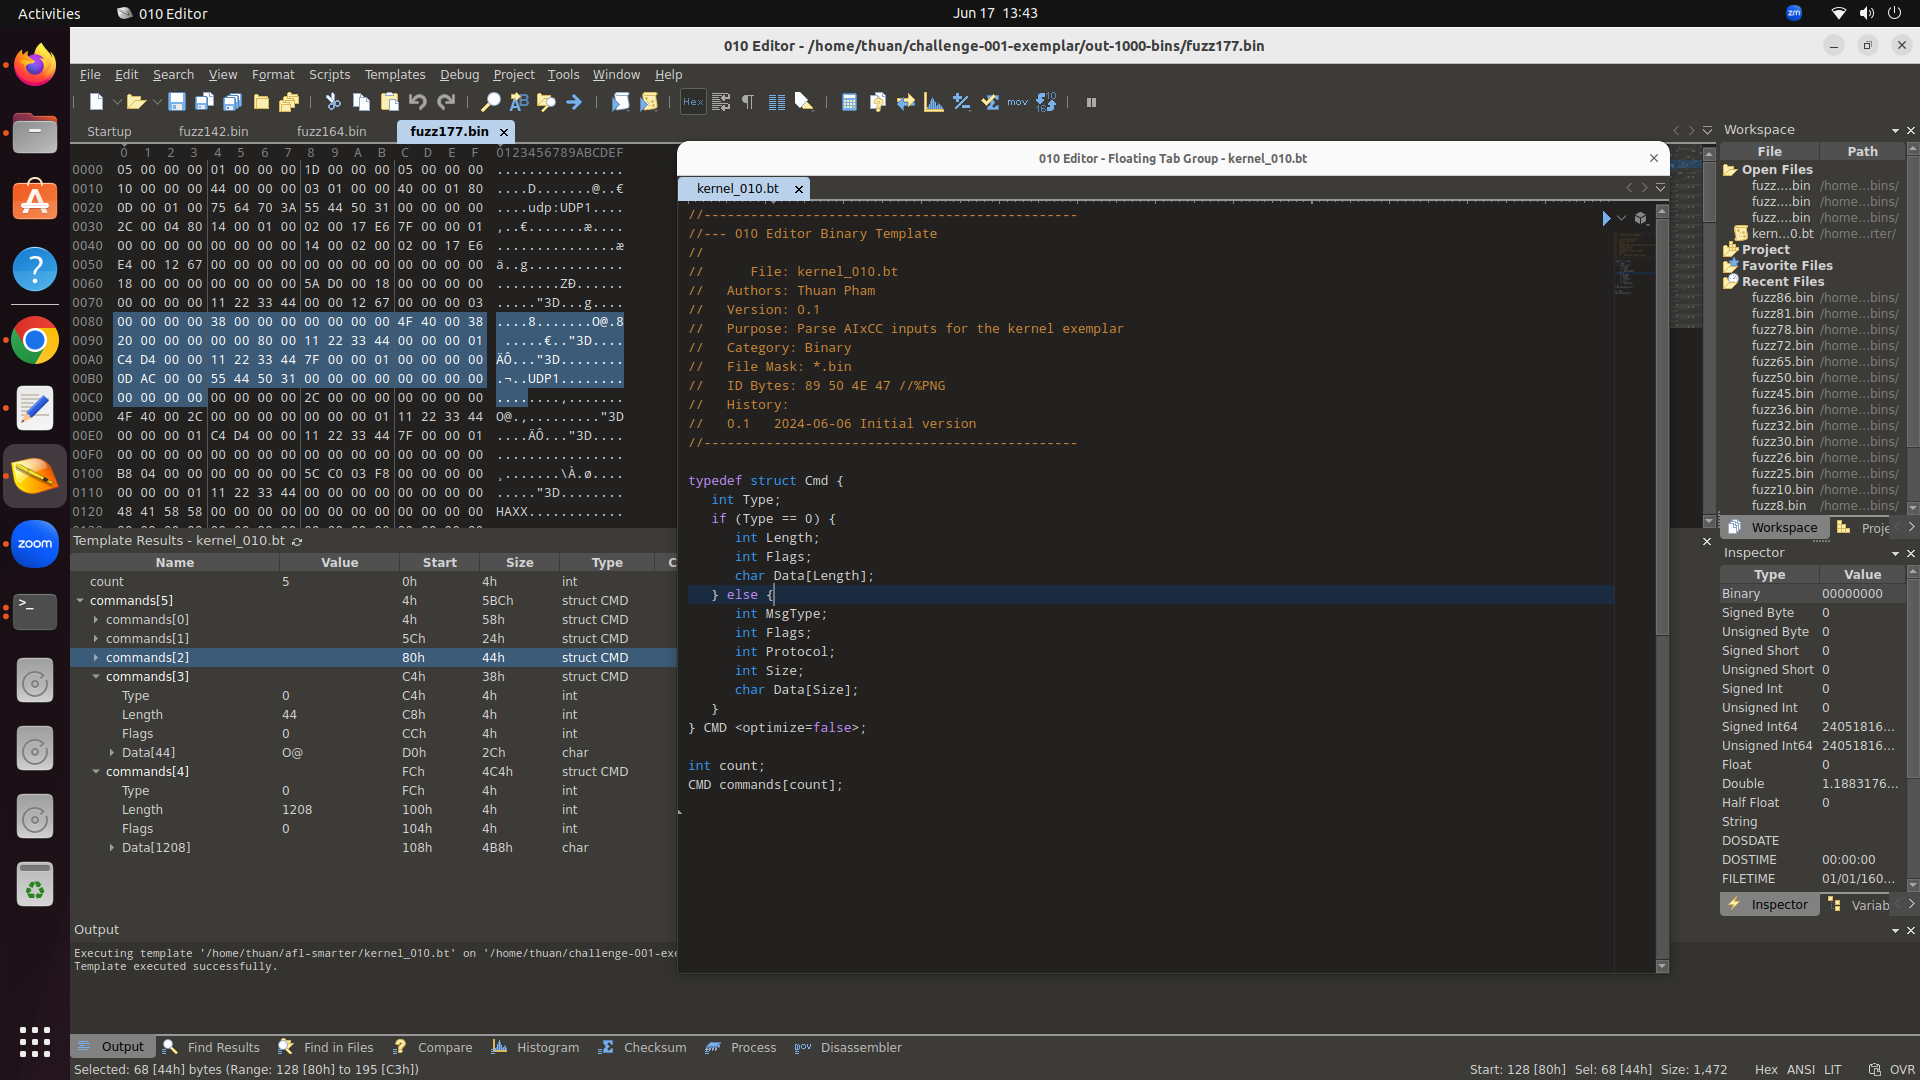 Activities
010 Editor
Jun 17 13:43
zm
010 Editor - /home/thuan/challenge-001-exemplar/out-1000-bins/fuzz177.bin
File Edit Search View Format Scripts Templates Debug Project Tools Window Help
Startup
fuzz142.bin
fuzz164.bin
fuzz177.bin
0 1 2 3 4 5 6 7 8 9 A B C D E F 0123456789ABCDEF
0000 05 00 00 00 01 00 00 00 1D 00 00 00 05 00 00 00 ................
0010 10 00 00 00 44 00 00 00 03 01 00 00 40 00 01 80 ....D.......@..€
0020 0D 00 01 00 75 64 70 3A 55 44 50 31 00 00 00 00 ....udp:UDP1....
0030 2C 00 04 80 14 00 01 00 02 00 17 E6 7F 00 00 01 ,..€.......æ....
0040 00 00 00 00 00 00 00 00 14 00 02 00 02 00 17 E6 ...............æ
0050 E4 00 12 67 00 00 00 00 00 00 00 00 00 00 00 00 ä..g............
0060 18 00 00 00 00 00 00 00 5A D0 00 18 00 00 00 00 ........ZÐ......
0070 00 00 00 00 11 22 33 44 00 00 12 67 00 00 00 03 ....."3D...g....
0080 00 00 00 00 38 00 00 00 00 00 00 00 4F 40 00 38 ....8.......O@.8
0090 20 00 00 00 00 00 80 00 11 22 33 44 00 00 00 01 .....€.."3D....
00A0 C4 D4 00 00 11 22 33 44 7F 00 00 01 00 00 00 00 ÄÔ..."3D........
00B0 0D AC 00 00 55 44 50 31 00 00 00 00 00 00 00 00 .¬..UDP1........
00C0 00 00 00 00 00 00 00 00 2C 00 00 00 00 00 00 00 ........,.......
00D0 4F 40 00 2C 00 00 00 00 00 00 00 01 11 22 33 44 O@.,........."3D
00E0 00 00 00 01 C4 D4 00 00 11 22 33 44 7F 00 00 01 ....ÄÔ..."3D....
00F0 00 00 00 00 00 00 00 00 00 00 00 00 00 00 00 00 ................
0100 B8 04 00 00 00 00 00 00 5C C0 03 F8 00 00 00 00 ¸.......\À.ø....
0110 00 00 00 01 11 22 33 44 00 00 00 00 00 00 00 00 ....."3D........
0120 48 41 58 58 00 00 00 00 00 00 00 00 00 00 00 00 HAXX............
Template Results - kernel_010.bt
Name Value Start Size Type C
count 5 0h 4h int
commands[5] 4h 5BCh struct CMD
commands[0] 4h 58h struct CMD
commands[1] 5Ch 24h struct CMD
commands[2] 80h 44h struct CMD
commands[3] C4h 38h struct CMD
Type 0 C4h 4h int
Length 44 C8h 4h int
Flags 0 CCh 4h int
Data[44] O@ D0h 2Ch char
commands[4] FCh 4C4h struct CMD
Type 0 FCh 4h int
Length 1208 100h 4h int
Flags 0 104h 4h int
Data[1208] 108h 4B8h char
Output
Executing template '/home/thuan/afl-smarter/kernel_010.bt' on '/home/thuan/challenge-001-exe
Template executed successfully.
010 Editor - Floating Tab Group - kernel_010.bt
kernel_010.bt
//------------------------------------------------
//--- 010 Editor Binary Template
//
// File: kernel_010.bt
// Authors: Thuan Pham
// Version: 0.1
// Purpose: Parse AIxCC inputs for the kernel exemplar
// Category: Binary
// File Mask: *.bin
// ID Bytes: 89 50 4E 47 //%PNG
// History:
// 0.1 2024-06-06 Initial version
//------------------------------------------------
typedef struct Cmd {
int Type;
if (Type == 0) {
int Length;
int Flags;
char Data[Length];
} else {
int MsgType;
int Flags;
int Protocol;
int Size;
char Data[Size];
}
} CMD <optimize=false>;
int count;
CMD commands[count];
Workspace
File Path
Open Files
fuzz....bin /home...bins/
fuzz....bin /home...bins/
fuzz....bin /home...bins/
kern...0.bt /home...rter/
Project
Favorite Files
Recent Files
fuzz86.bin /home...bins/
fuzz81.bin /home...bins/
fuzz78.bin /home...bins/
fuzz72.bin /home...bins/
fuzz65.bin /home...bins/
fuzz50.bin /home...bins/
fuzz45.bin /home...bins/
fuzz36.bin /home...bins/
fuzz32.bin /home...bins/
fuzz30.bin /home...bins/
fuzz26.bin /home...bins/
fuzz25.bin /home...bins/
fuzz10.bin /home...bins/
fuzz8.bin /home...bins/
Workspace Proje
Inspector
Type Value
Binary 00000000
Signed Byte 0
Unsigned Byte 0
Signed Short 0
Unsigned Short 0
Signed Int 0
Unsigned Int 0
Signed Int64 24051816...
Unsigned Int64 24051816...
Float 0
Double 1.1883176...
Half Float 0
String
DOSDATE
DOSTIME 00:00:00
FILETIME 01/01/160...
Inspector Variab
Output Find Results Find in Files Compare Histogram Checksum Process Disassembler
Selected: 68 [44h] bytes (Range: 128 [80h] to 195 [C3h])
Start: 128 [80h] Sel: 68 [44h] Size: 1,472 Hex ANSI LIT OVR
zoom